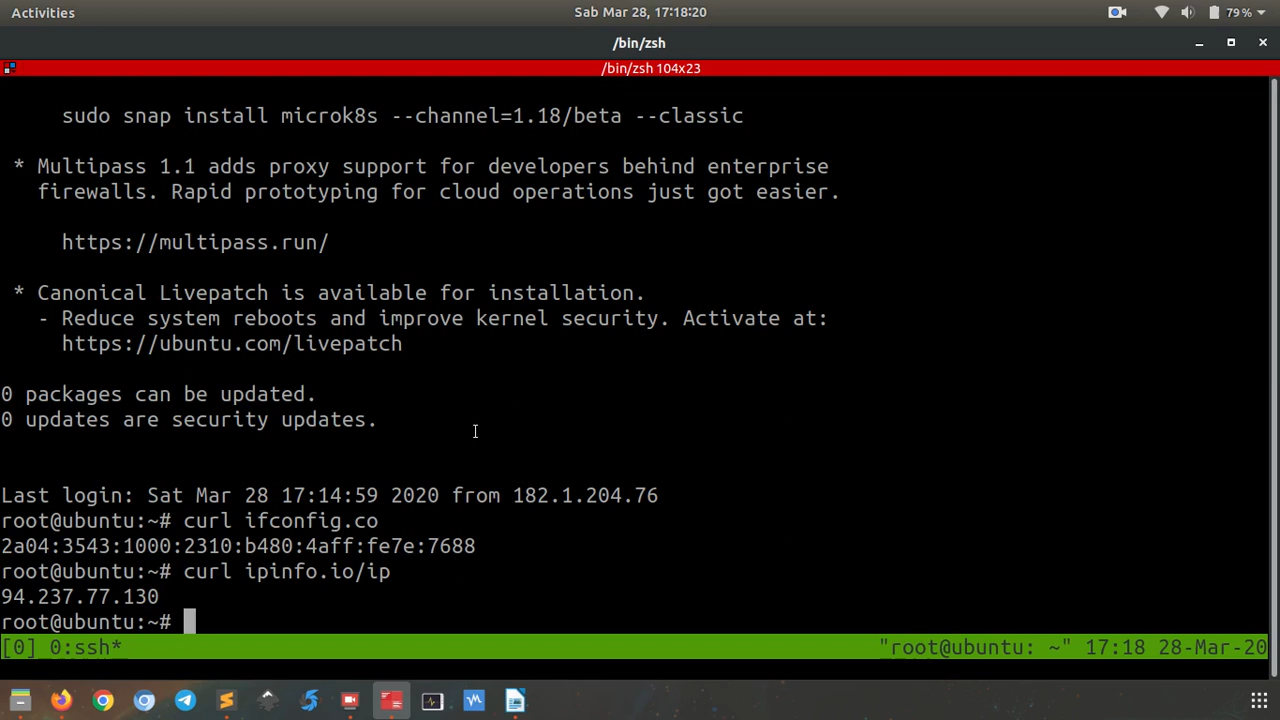 Activities
Sab Mar 28, 17:18:20
79 %
/bin/zsh
/bin/zsh 104x23
sudo snap install microk8s --channel=1.18/beta --classic
* Multipass 1.1 adds proxy support for developers behind enterprise
firewalls. Rapid prototyping for cloud operations just got easier.
https://multipass.run/
* Canonical Livepatch is available for installation.
- Reduce system reboots and improve kernel security. Activate at:
https://ubuntu.com/livepatch
0 packages can be updated.
0 updates are security updates.
Last login: Sat Mar 28 17:14:59 2020 from 182.1.204.76
root@ubuntu:~# curl ifconfig.co
2a04:3543:1000:2310:b480:4aff:fe7e:7688
root@ubuntu:~# curl ipinfo.io/ip
94.237.77.130
root@ubuntu:~#
[0] 0:ssh*
"root@ubuntu: ~" 17:18 28-Mar-20